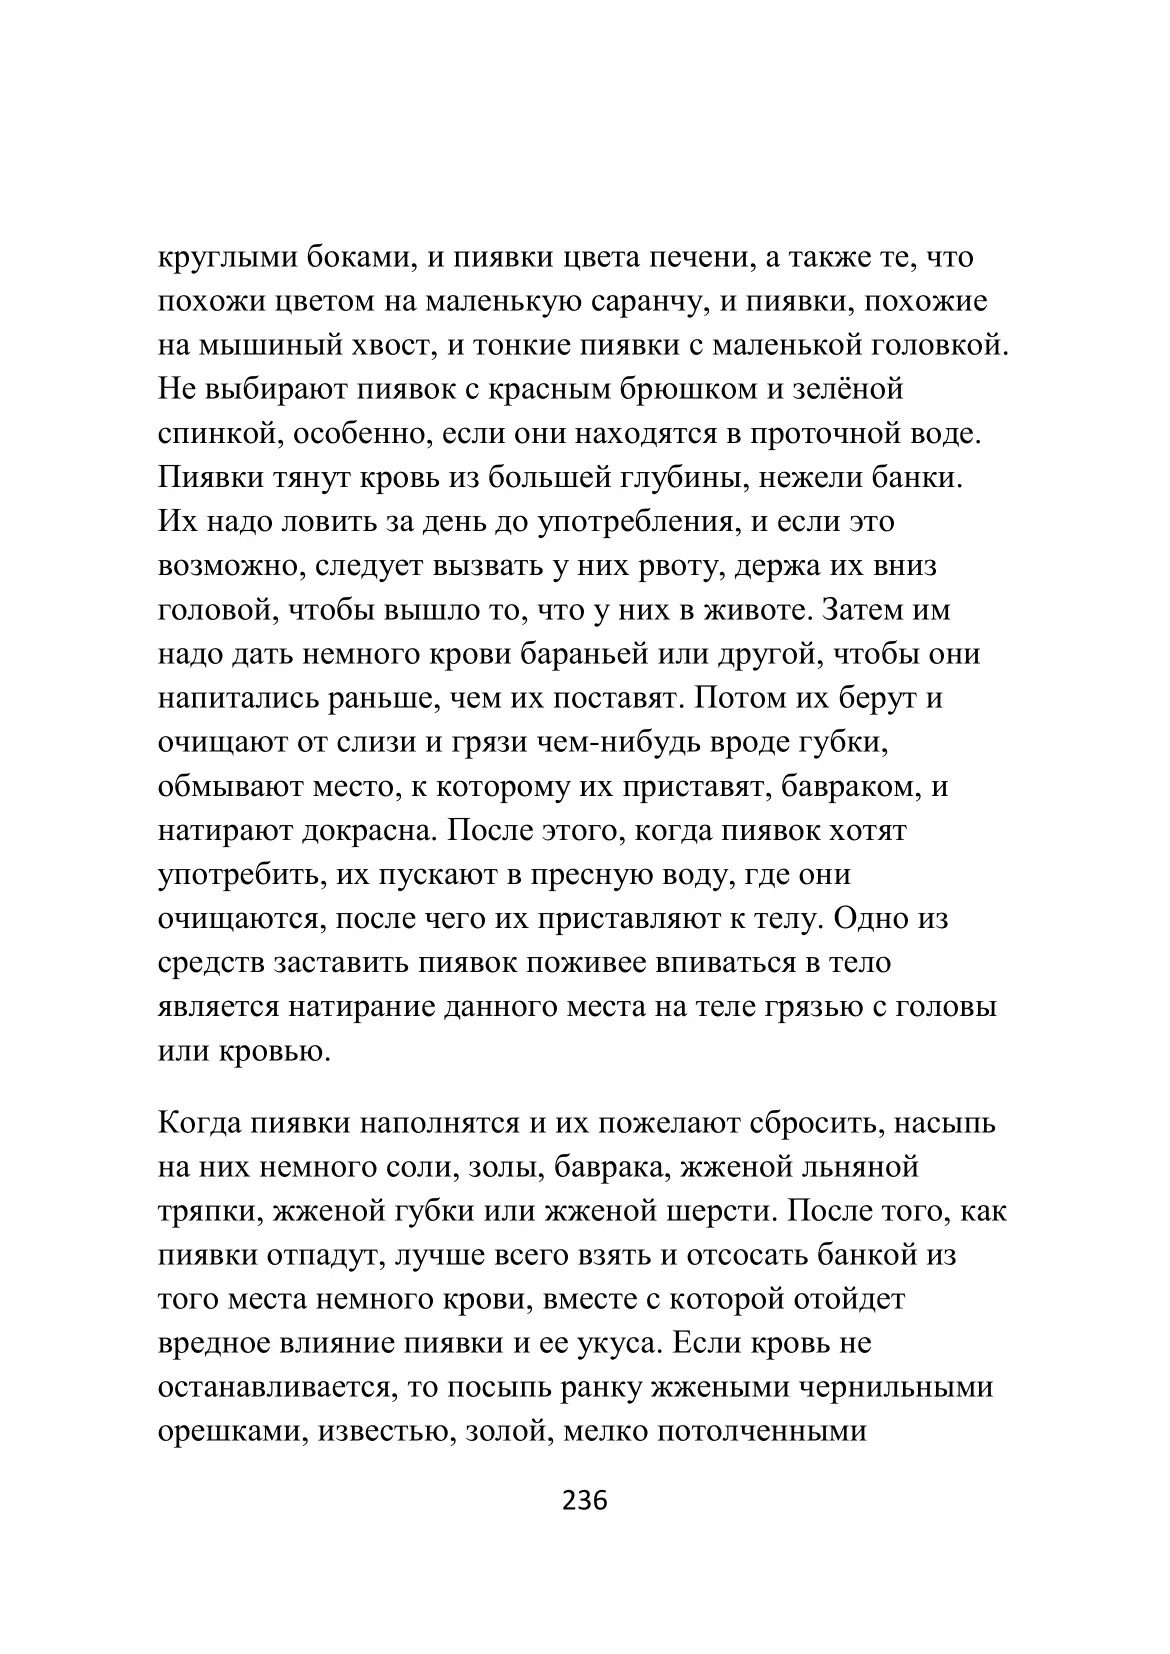 круглыми боками, и пиявки цвета печени, а также те, что
похожи цветом на маленькую саранчу, и пиявки, похожие
на мышиный хвост, и тонкие пиявки с маленькой головкой.
Не выбирают пиявок с красным брюшком и зелёной
спинкой, особенно, если они находятся в проточной воде.
Пиявки тянут кровь из большей глубины, нежели банки.
Их надо ловить за день до употребления, и если это
возможно, следует вызвать у них рвоту, держа их вниз
головой, чтобы вышло то, что у них в животе. Затем им
надо дать немного крови бараньей или другой, чтобы они
напитались раньше, чем их поставят. Потом их берут и
очищают от слизи и грязи чем-нибудь вроде губки,
обмывают место, к которому их приставят, бавраком, и
натирают докрасна. После этого, когда пиявок хотят
употребить, их пускают в пресную воду, где они
очищаются, после чего их приставляют к телу. Одно из
средств заставить пиявок поживее впиваться в тело
является натирание данного места на теле грязью с головы
или кровью.
Когда пиявки наполнятся и их пожелают сбросить, насыпь
на них немного соли, золы, баврака, жженой льняной
тряпки, жженой губки или жженой шерсти. После того, как
пиявки отпадут, лучше всего взять и отсосать банкой из
того места немного крови, вместе с которой отойдет
вредное влияние пиявки и ее укуса. Если кровь не
останавливается, то посыпь ранку жжеными чернильными
орешками, известью, золой, мелко потолченными
236